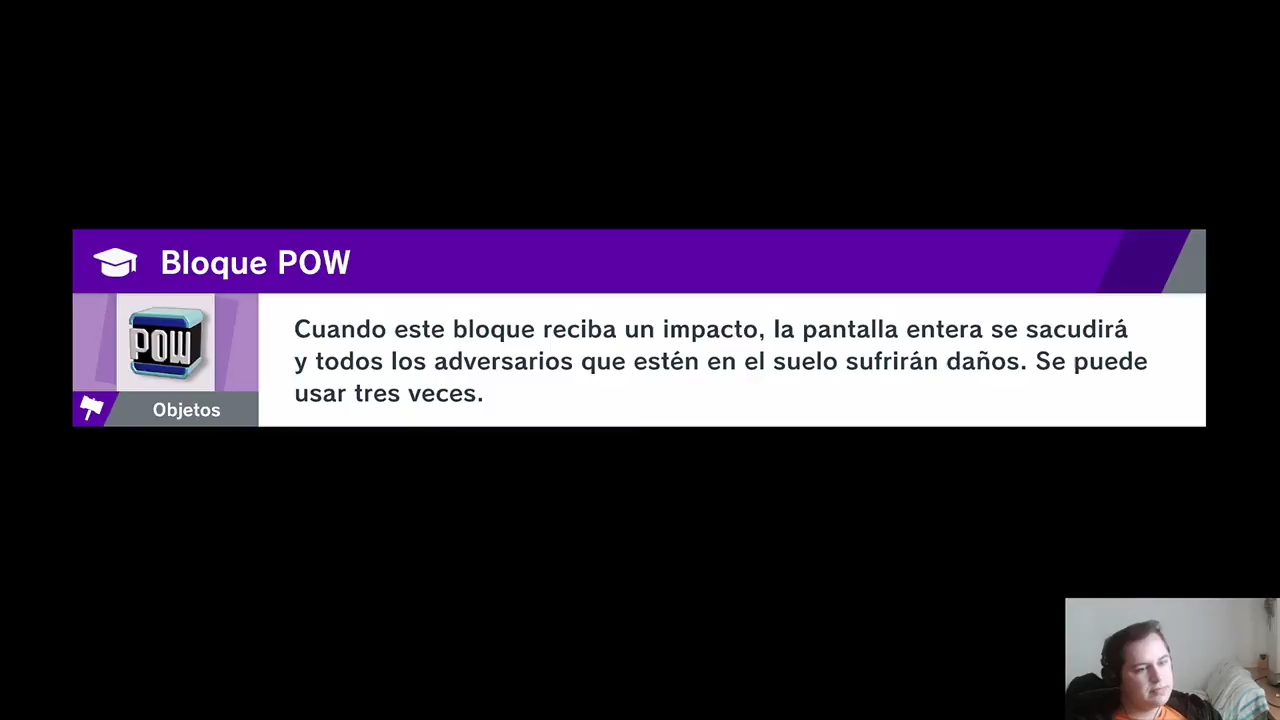 Bloque POW
POW
Cuando este bloque reciba un impacto, la pantalla entera se sacudirá
y todos los adversarios que estén en el suelo sufrirán daños. Se puede
usar tres veces.
Objetos